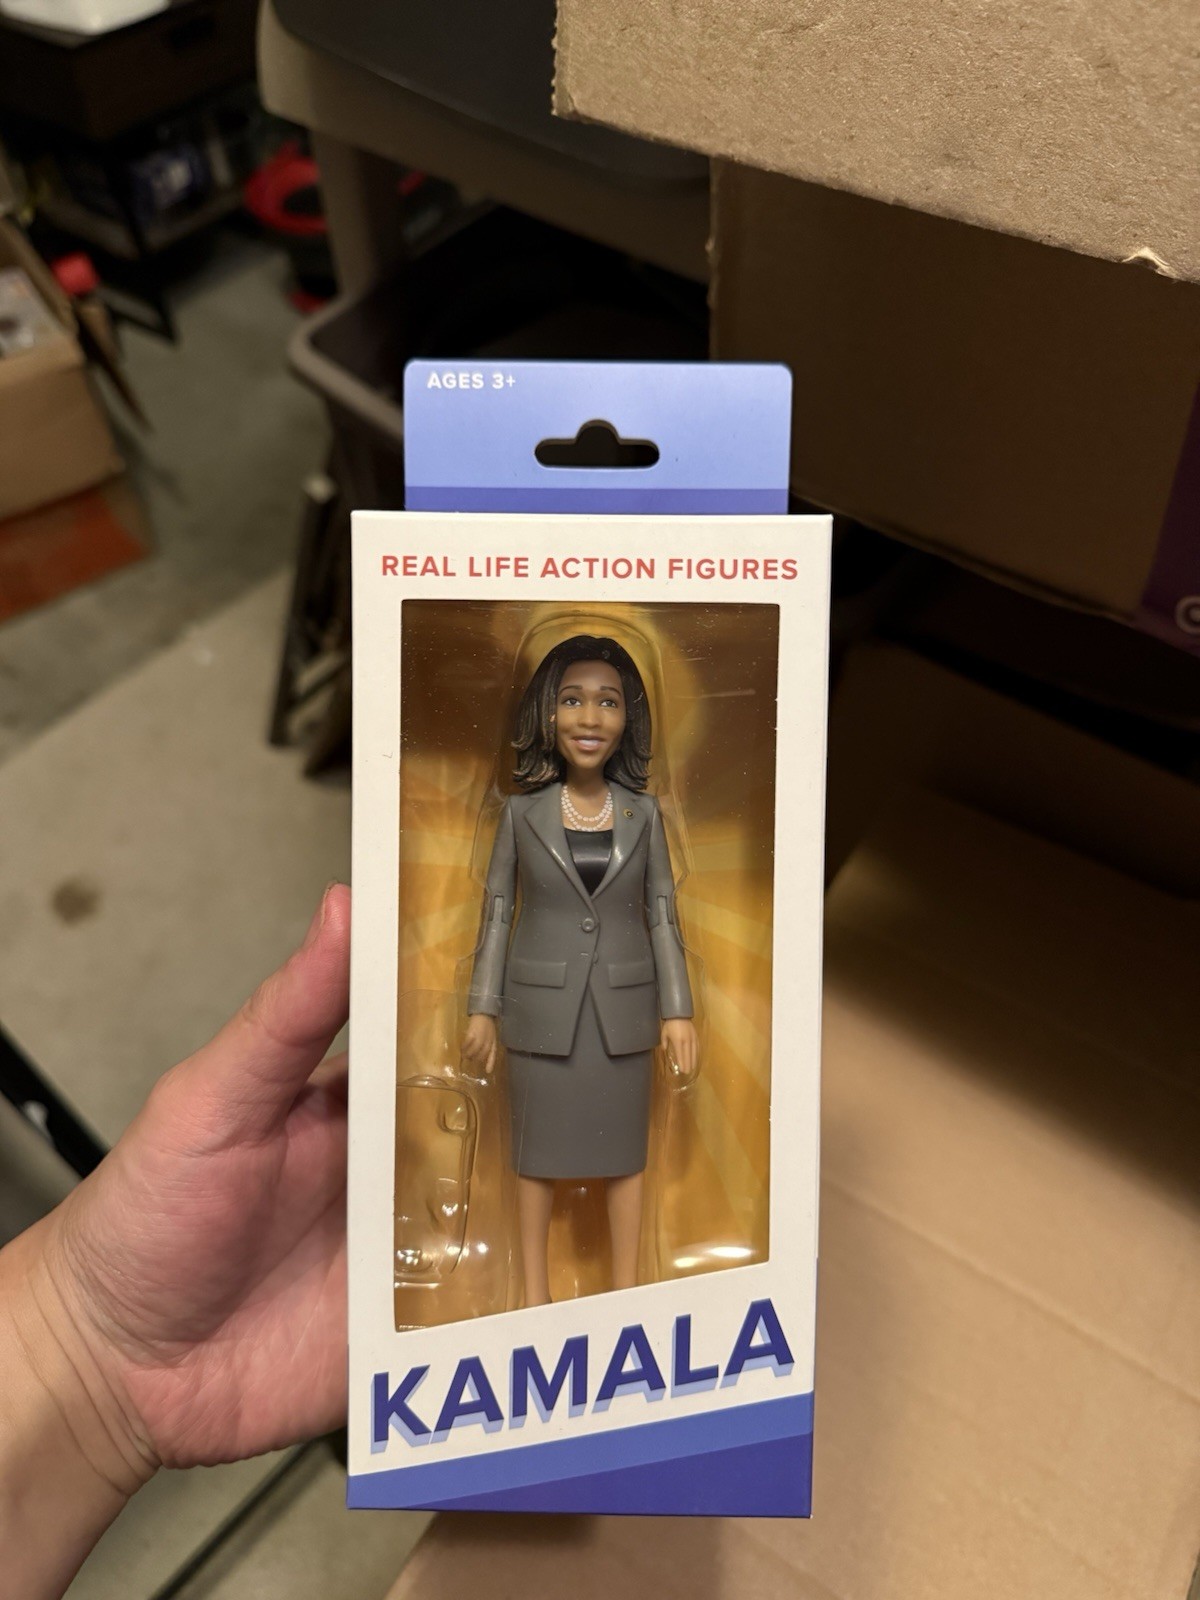 AGES 3+
REAL LIFE ACTION FIGURES
KAMALA